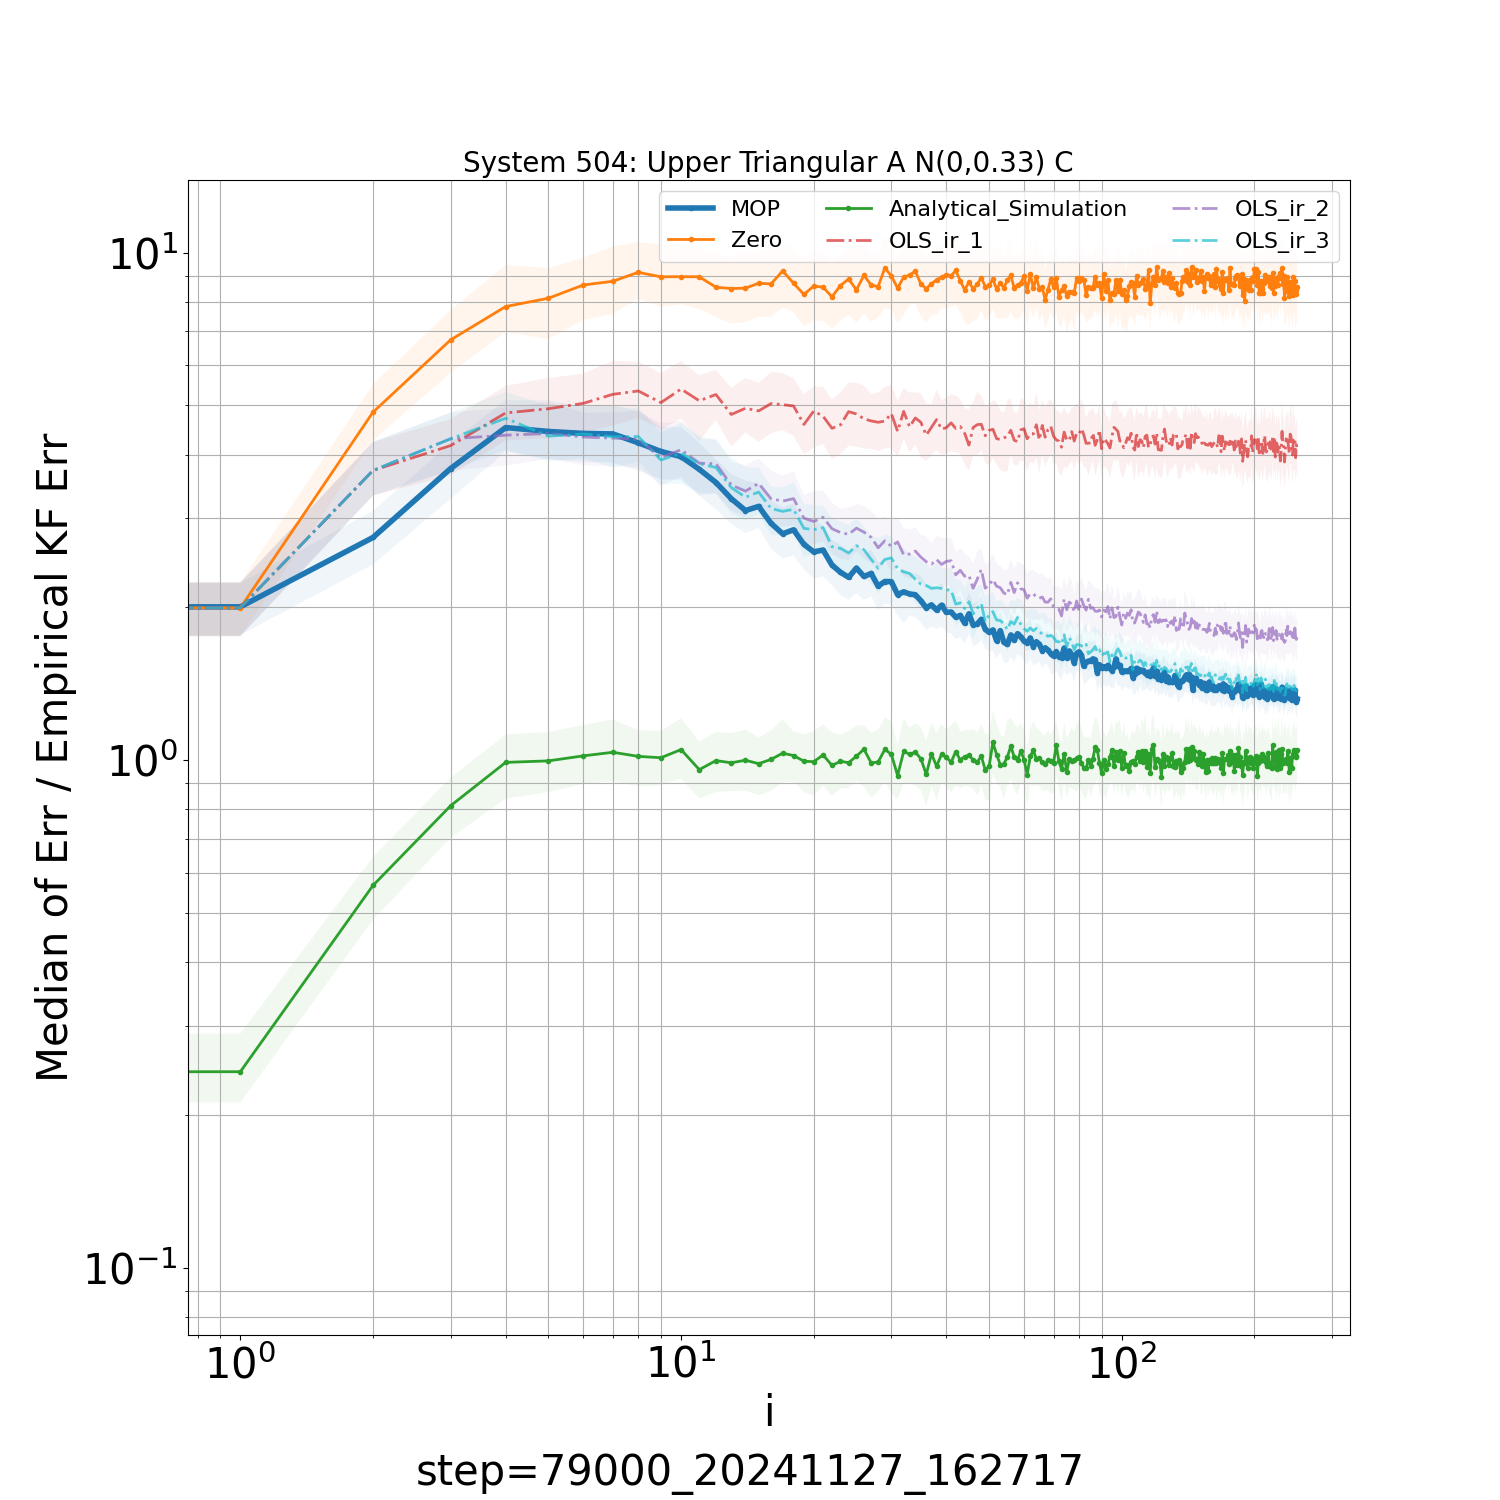 System 504: Upper Triangular A N(0,0.33) C
MOP
Zero
Analytical_Simulation
OLS_ir_1
OLS_ir_2
OLS_ir_3
Median of Err / Empirical KF Err
10¹
10⁰
10⁻¹
10⁰ 10¹ 10²
i
step=79000_20241127_162717